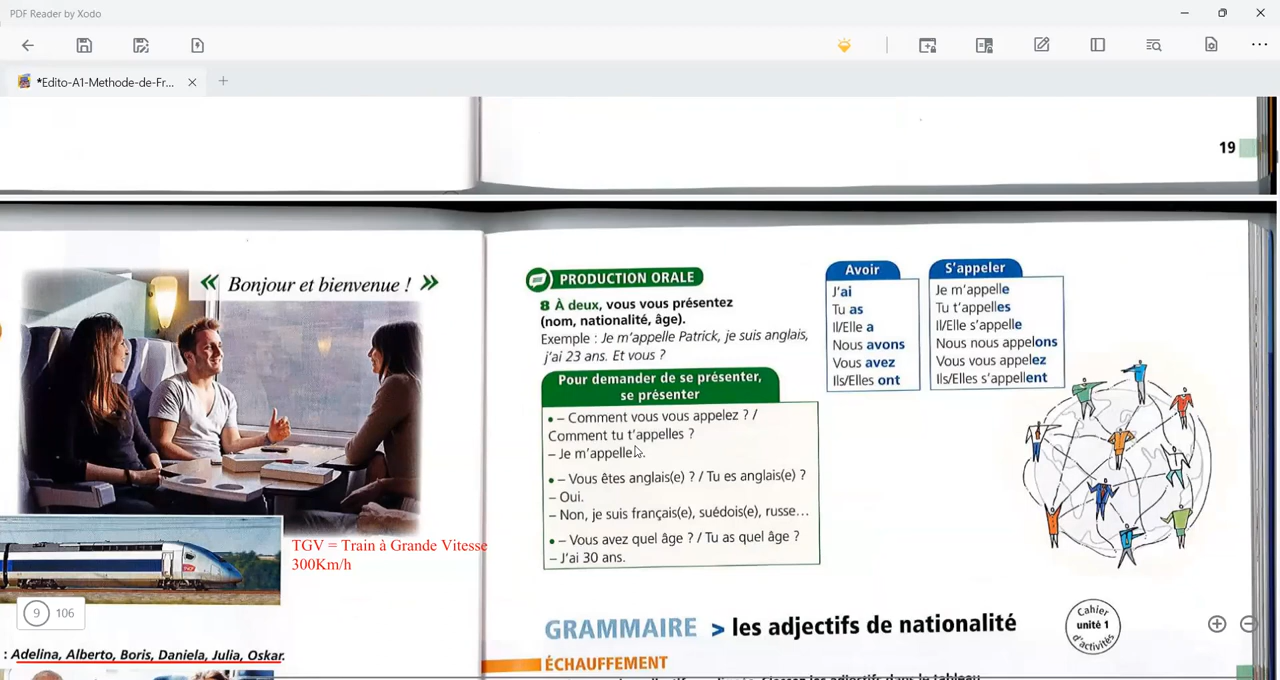 PDF Reader by Xodo
*Edito-A1-Methode-de-Fr...
19
« Bonjour et bienvenue ! »
TGV = Train à Grande Vitesse
300Km/h
9 106
: Adelina, Alberto, Boris, Daniela, Julia, Oskar.
PRODUCTION ORALE
8 À deux, vous vous présentez
(nom, nationalité, âge).
Exemple : Je m'appelle Patrick, je suis anglais,
j'ai 23 ans. Et vous ?
Pour demander de se présenter,
se présenter
• – Comment vous vous appelez ? /
Comment tu t'appelles ?
– Je m'appelle.
• – Vous êtes anglais(e) ? / Tu es anglais(e) ?
– Oui.
– Non, je suis français(e), suédois(e), russe...
• – Vous avez quel âge ? / Tu as quel âge ?
– J'ai 30 ans.
Avoir
J'ai
Tu as
Il/Elle a
Nous avons
Vous avez
Ils/Elles ont
S'appeler
Je m'appelle
Tu t'appelles
Il/Elle s'appelle
Nous nous appelons
Vous vous appelez
Ils/Elles s'appellent
GRAMMAIRE > les adjectifs de nationalité
Cahier
unité 1
d'activités
ÉCHAUFFEMENT